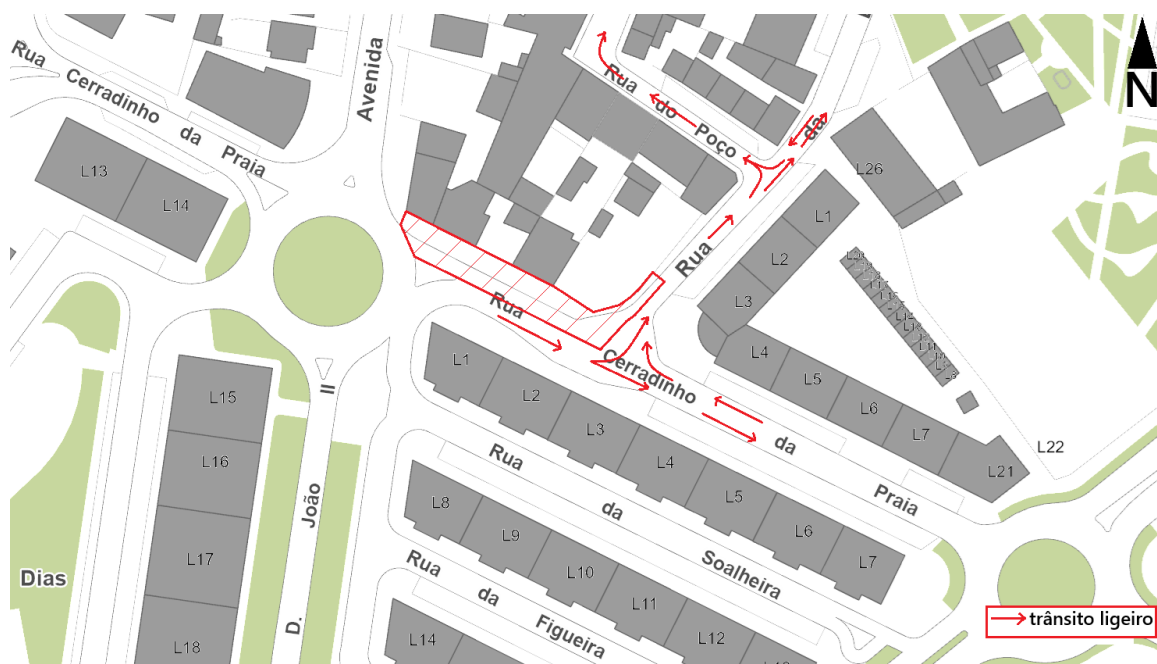 Rua Cerradinho da Praia
Avenida
N
L13
L14
Rua do Poço
Rua da
L26
L1
L2
L3
L4
L5
L6
L7
L21
L22
Rua Cerradinho da Praia
L1
L2
L3
L4
L5
L6
L7
Rua da Soalheira
L8
L9
L10
L11
L12
Rua da Figueira
L14
L15
L16
L17
L18
D. João II
Dias
trânsito ligeiro